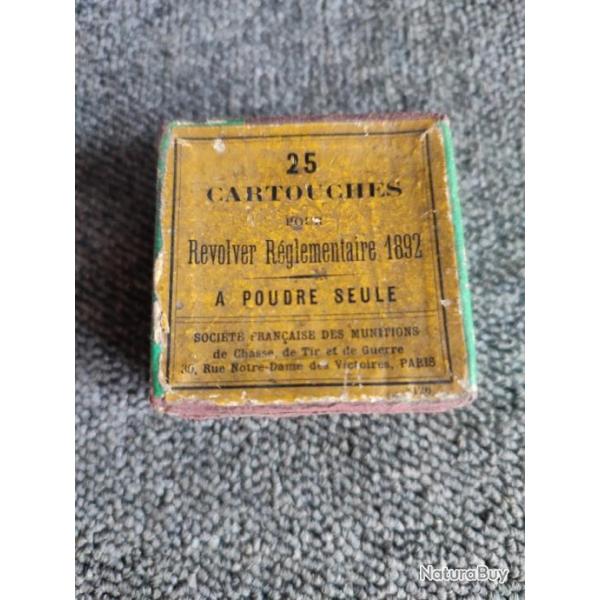 25
CARTOUCHES
POUR
Revolver Réglementaire 1892
A POUDRE SEULE
SOCIÉTÉ FRANÇAISE DES MUNITIONS
de Chasse, de Tir et de Guerre
30, Rue Notre-Dame des Victoires, PARIS
NaturaBuy